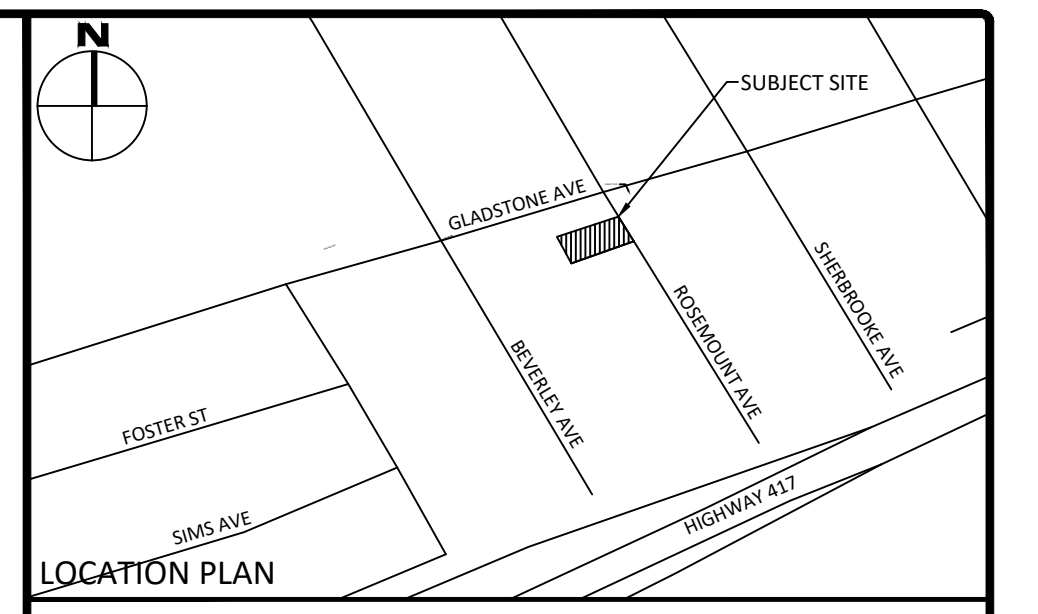 N
SUBJECT SITE
GLADSTONE AVE
SHERBROOKE AVE
ROSEMOUNT AVE
BEVERLEY AVE
FOSTER ST
HIGHWAY 417
SIMS AVE
LOCATION PLAN